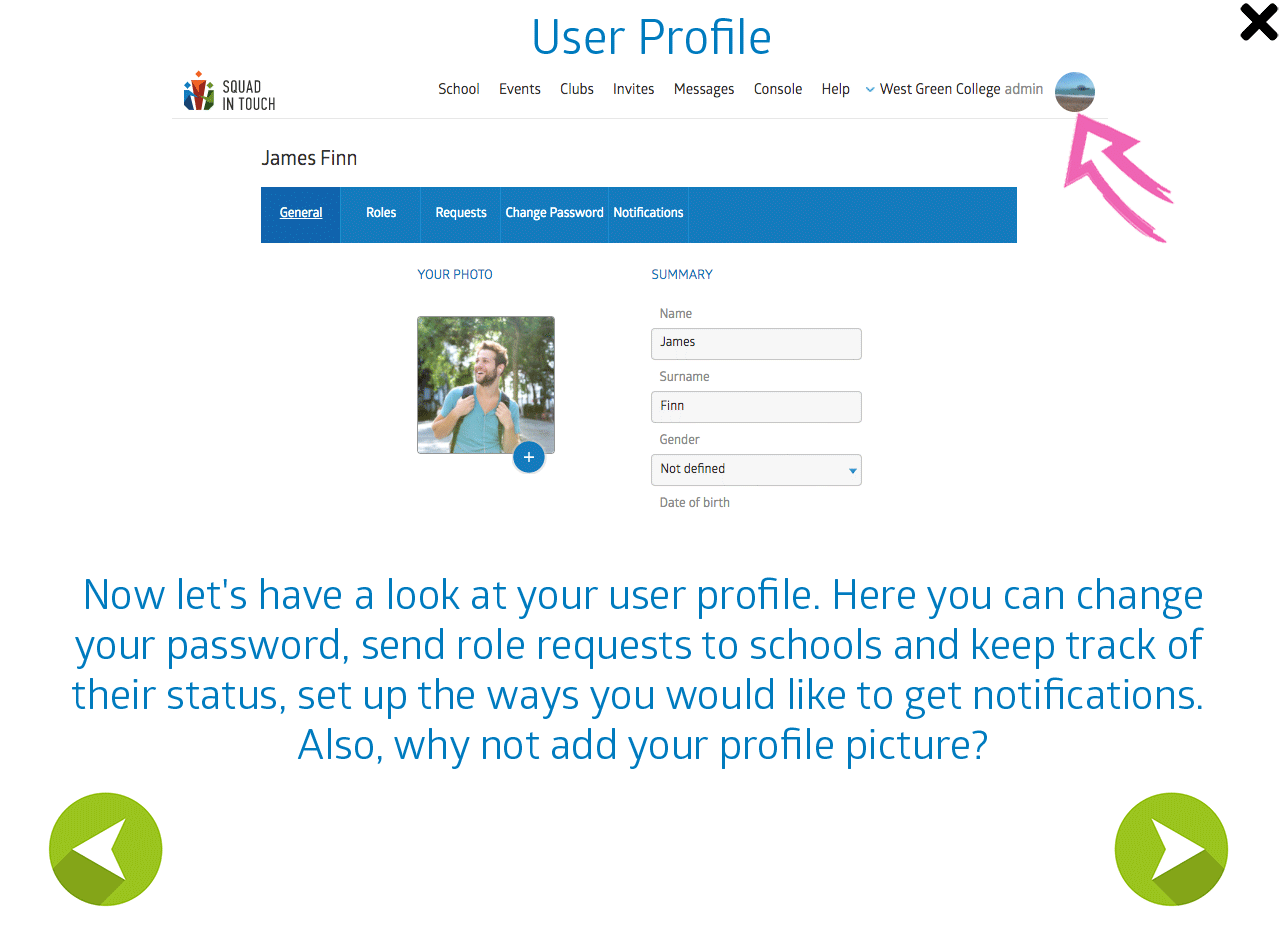 User Profile
SQUAD
IN TOUCH
School Events Clubs Invites Messages Console Help West Green College admin
James Finn
General Roles Requests Change Password Notifications
YOUR PHOTO SUMMARY
Name
James
Surname
Finn
Gender
Not defined
Date of birth
Now let's have a look at your user profile. Here you can change
your password, send role requests to schools and keep track of
their status, set up the ways you would like to get notifications.
Also, why not add your profile picture?